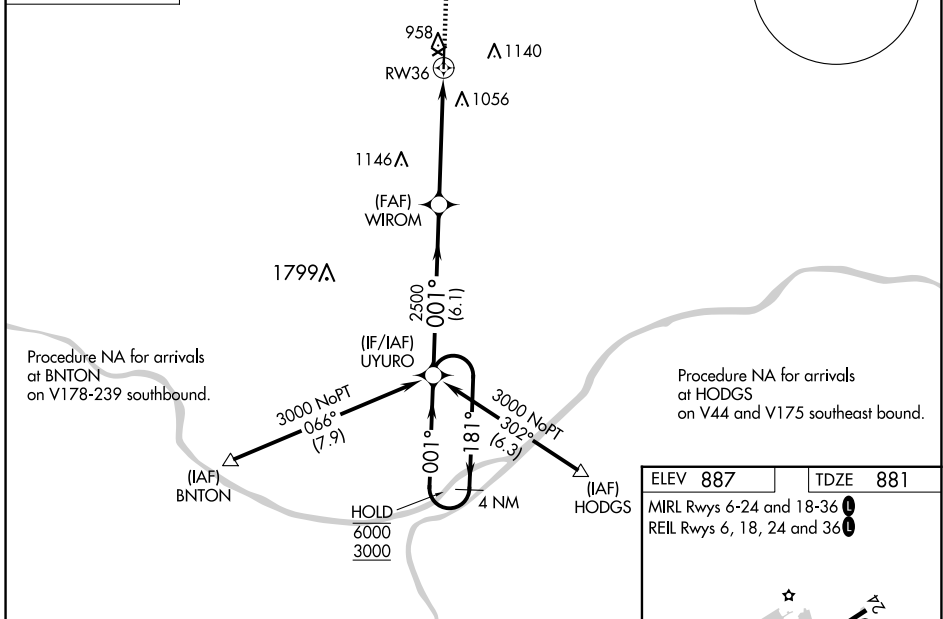 958
1140
RW36
1056
1146
(FAF)
WIROM
1799
2500
001°
(6.1)
(IF/IAF)
UYURO
Procedure NA for arrivals
at BNTON
on V178-239 southbound.
Procedure NA for arrivals
at HODGS
on V44 and V175 southeast bound.
3000 NoPT
066°
(7.9)
3000 NoPT
302°
(6.3)
001°
181°
(IAF)
BNTON
(IAF)
HODGS
HOLD
6000
3000
4 NM
ELEV 887
TDZE 881
MIRL Rwys 6-24 and 18-36 L
REIL Rwys 6, 18, 24 and 36 L
24